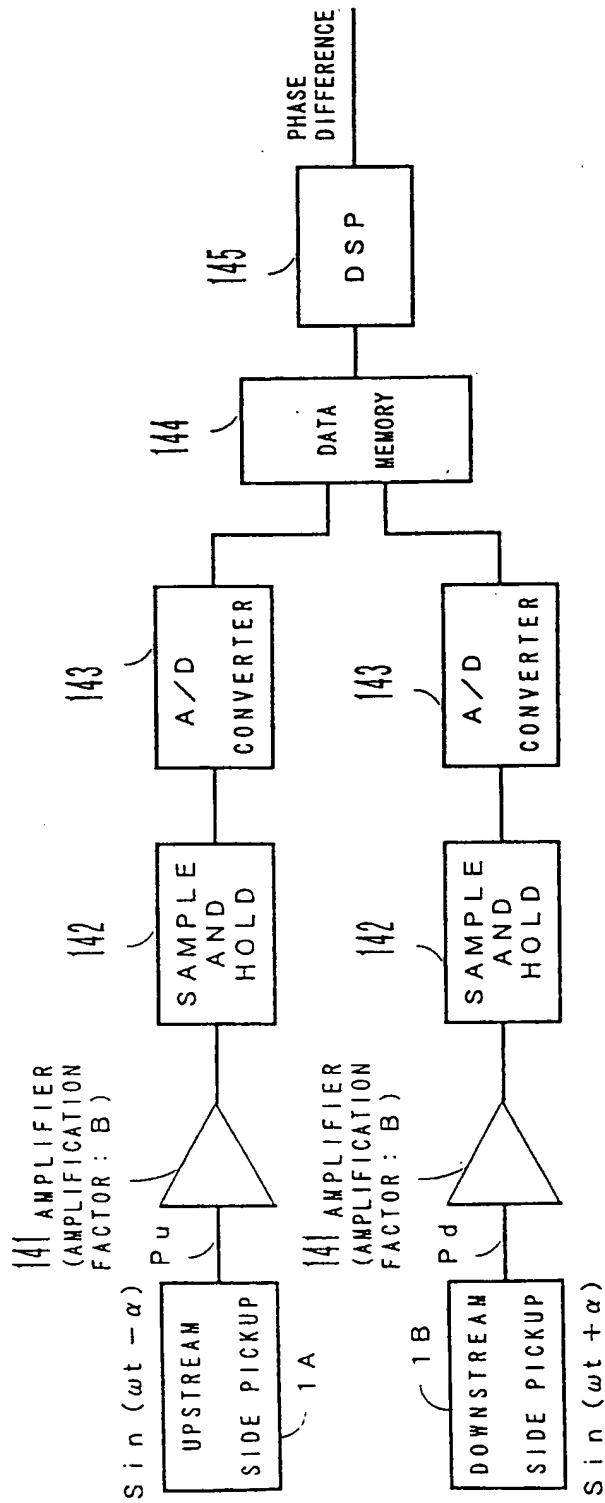 Sin (ωt - α)
UPSTREAM
SIDE PICKUP
1A
Pu
141 AMPLIFIER
(AMPLIFICATION
FACTOR : B)
142
SAMPLE
AND
HOLD
143
A/D
CONVERTER
144
DATA
MEMORY
145
DSP
PHASE
DIFFERENCE
1B
DOWNSTREAM
SIDE PICKUP
Sin (ωt + α)
Pd
141 AMPLIFIER
(AMPLIFICATION
FACTOR : B)
142
SAMPLE
AND
HOLD
143
A/D
CONVERTER